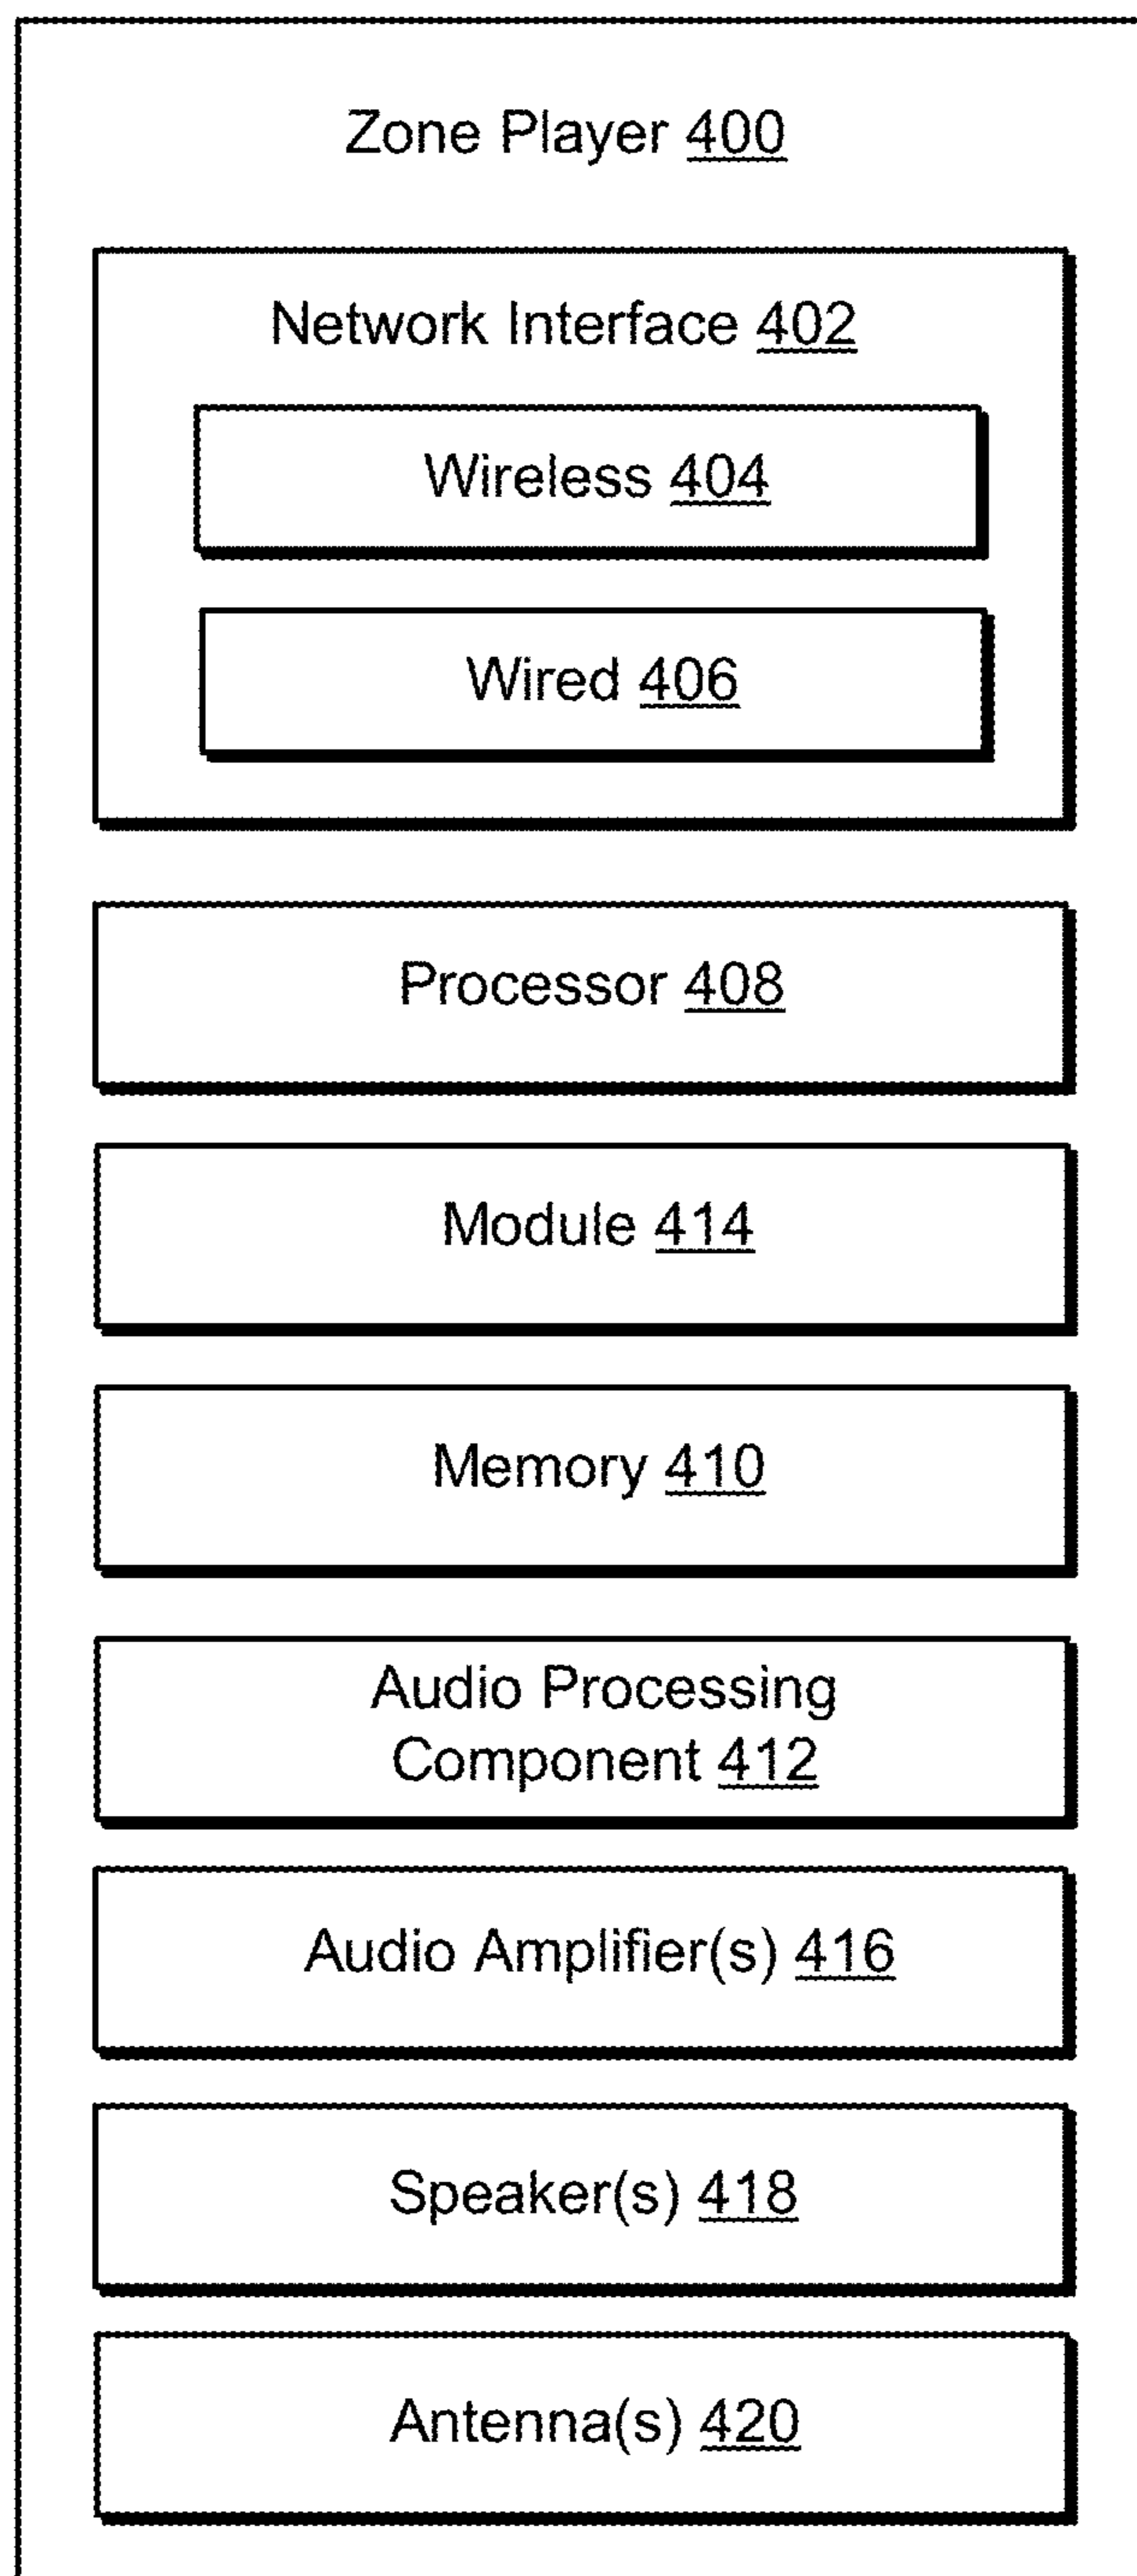 Zone Player 400
Network Interface 402
Wireless 404
Wired 406
Processor 408
Module 414
Memory 410
Audio Processing
Component 412
Audio Amplifier(s) 416
Speaker(s) 418
Antenna(s) 420